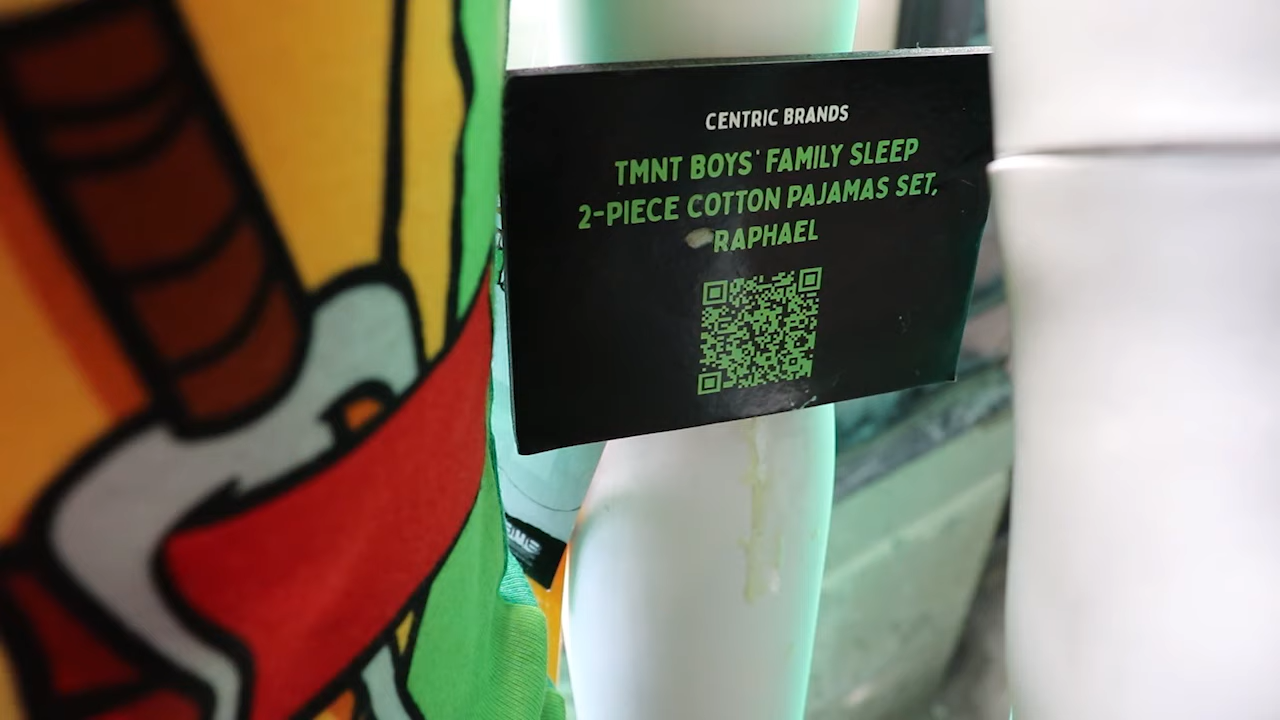 CENTRIC BRANDS
TMNT BOYS' FAMILY SLEEP
2-PIECE COTTON PAJAMAS SET,
RAPHAEL